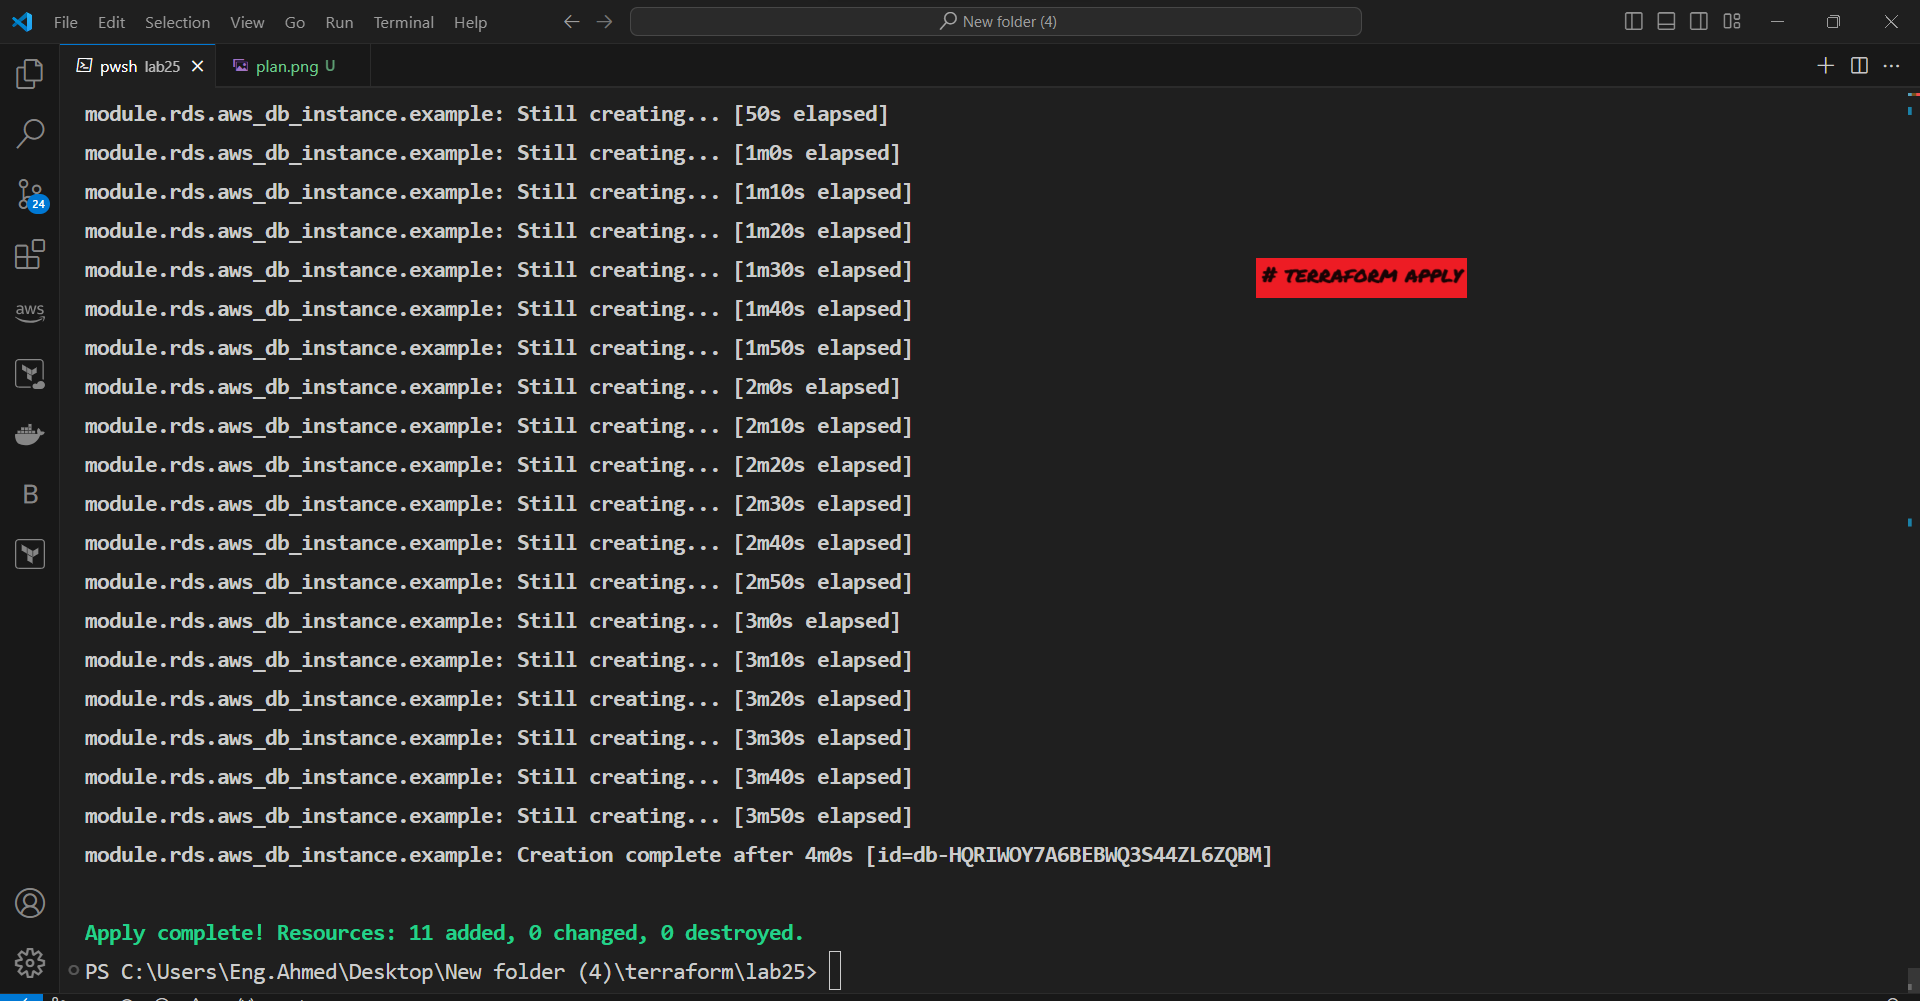 File Edit Selection View Go Run Terminal Help New folder (4)
pwsh lab25 plan.png U
module.rds.aws_db_instance.example: Still creating... [50s elapsed]
module.rds.aws_db_instance.example: Still creating... [1m0s elapsed]
module.rds.aws_db_instance.example: Still creating... [1m10s elapsed]
module.rds.aws_db_instance.example: Still creating... [1m20s elapsed]
module.rds.aws_db_instance.example: Still creating... [1m30s elapsed]
# TERRAFORM APPLY
module.rds.aws_db_instance.example: Still creating... [1m40s elapsed]
module.rds.aws_db_instance.example: Still creating... [1m50s elapsed]
module.rds.aws_db_instance.example: Still creating... [2m0s elapsed]
module.rds.aws_db_instance.example: Still creating... [2m10s elapsed]
module.rds.aws_db_instance.example: Still creating... [2m20s elapsed]
module.rds.aws_db_instance.example: Still creating... [2m30s elapsed]
module.rds.aws_db_instance.example: Still creating... [2m40s elapsed]
module.rds.aws_db_instance.example: Still creating... [2m50s elapsed]
module.rds.aws_db_instance.example: Still creating... [3m0s elapsed]
module.rds.aws_db_instance.example: Still creating... [3m10s elapsed]
module.rds.aws_db_instance.example: Still creating... [3m20s elapsed]
module.rds.aws_db_instance.example: Still creating... [3m30s elapsed]
module.rds.aws_db_instance.example: Still creating... [3m40s elapsed]
module.rds.aws_db_instance.example: Still creating... [3m50s elapsed]
module.rds.aws_db_instance.example: Creation complete after 4m0s [id=db-HQRIWOY7A6BEBWQ3S44ZL6ZQBM]
Apply complete! Resources: 11 added, 0 changed, 0 destroyed.
PS C:\Users\Eng.Ahmed\Desktop\New folder (4)\terraform\lab25>
24
aws
B